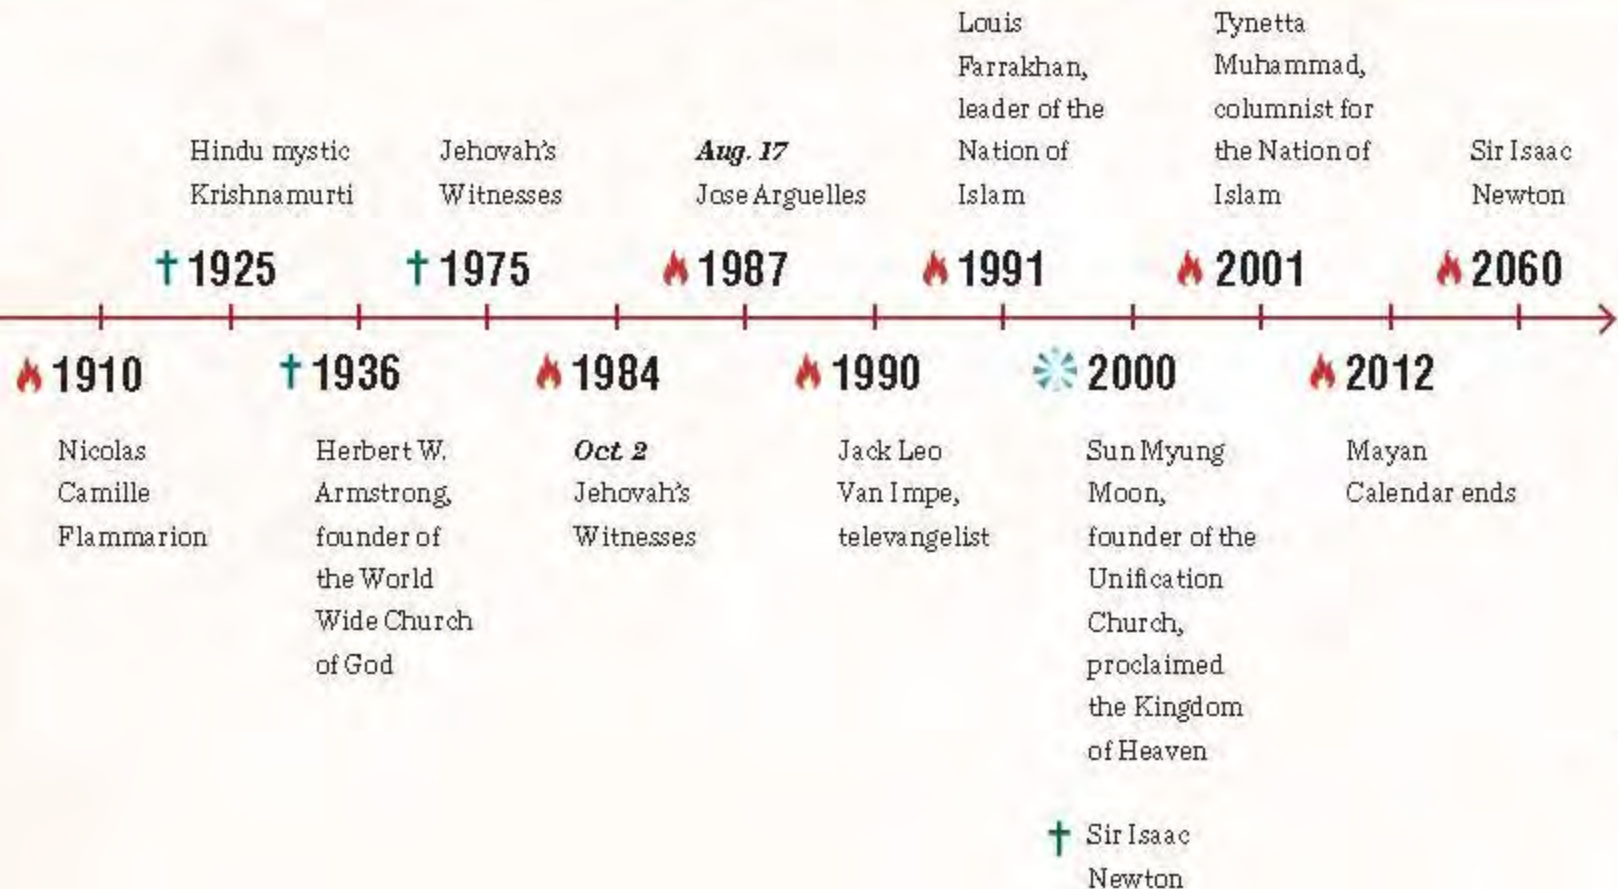 Louis
Farrakhan,
leader of the
Nation of
Islam
Tynetta
Muhammad,
columnist for
the Nation of
Islam
Hindu mystic
Krishnamurti
Jehovah's
Witnesses
Aug. 17
Jose Arguelles
Sir Isaac
Newton
† 1925
† 1975
1987
1991
2001
2060
1910
† 1936
1984
1990
2000
2012
Nicolas
Camille
Flammarion
Herbert W.
Armstrong,
founder of
the World
Wide Church
of God
Oct. 2
Jehovah's
Witnesses
Jack Leo
Van Impe,
televangelist
Sun Myung
Moon,
founder of the
Unification
Church,
proclaimed
the Kingdom
of Heaven
† Sir Isaac
Newton
Mayan
Calendar ends